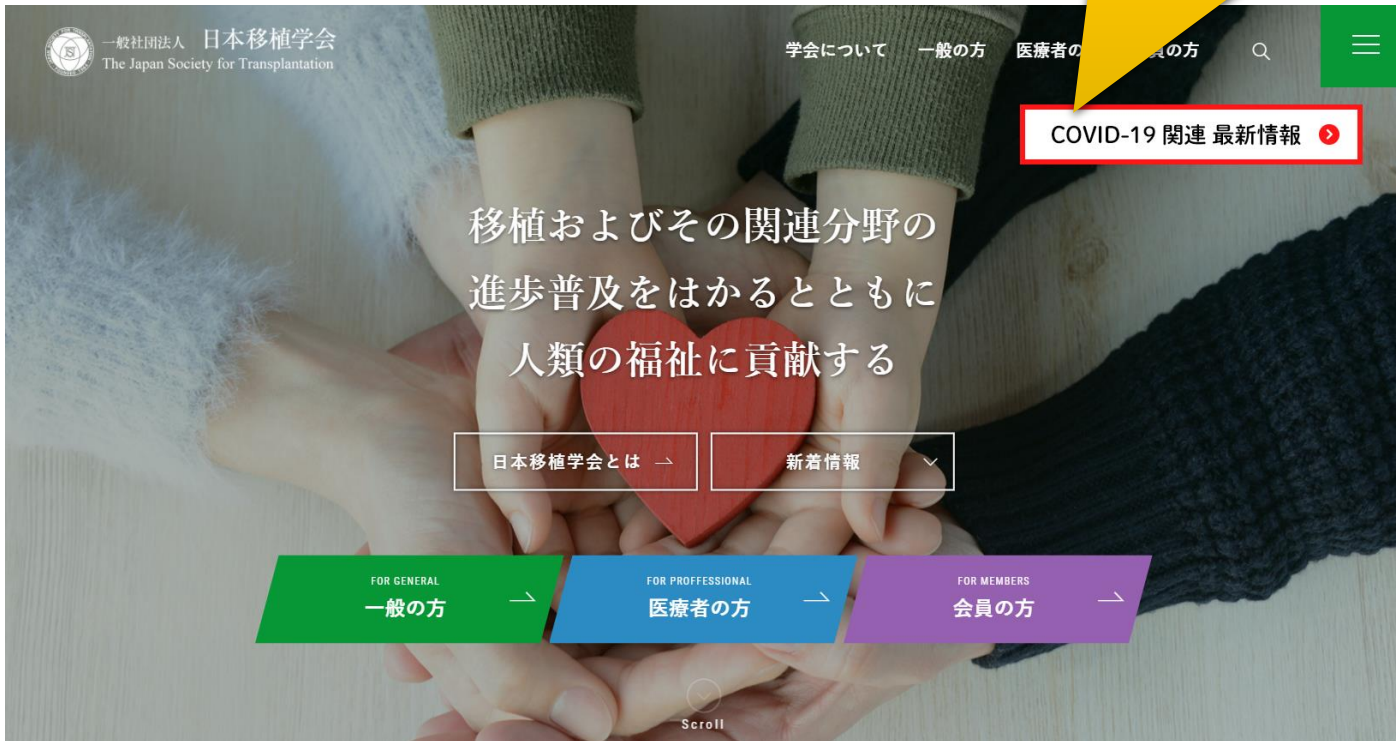 一般社団法人 日本移植学会
The Japan Society for Transplantation
学会について 一般の方 医療者の 員の方
COVID-19 関連 最新情報
移植およびその関連分野の
進歩普及をはかるとともに
人類の福祉に貢献する
日本移植学会とは
新着情報
FOR GENERAL
一般の方
FOR PROFFESSIONAL
医療者の方
FOR MEMBERS
会員の方
Scroll